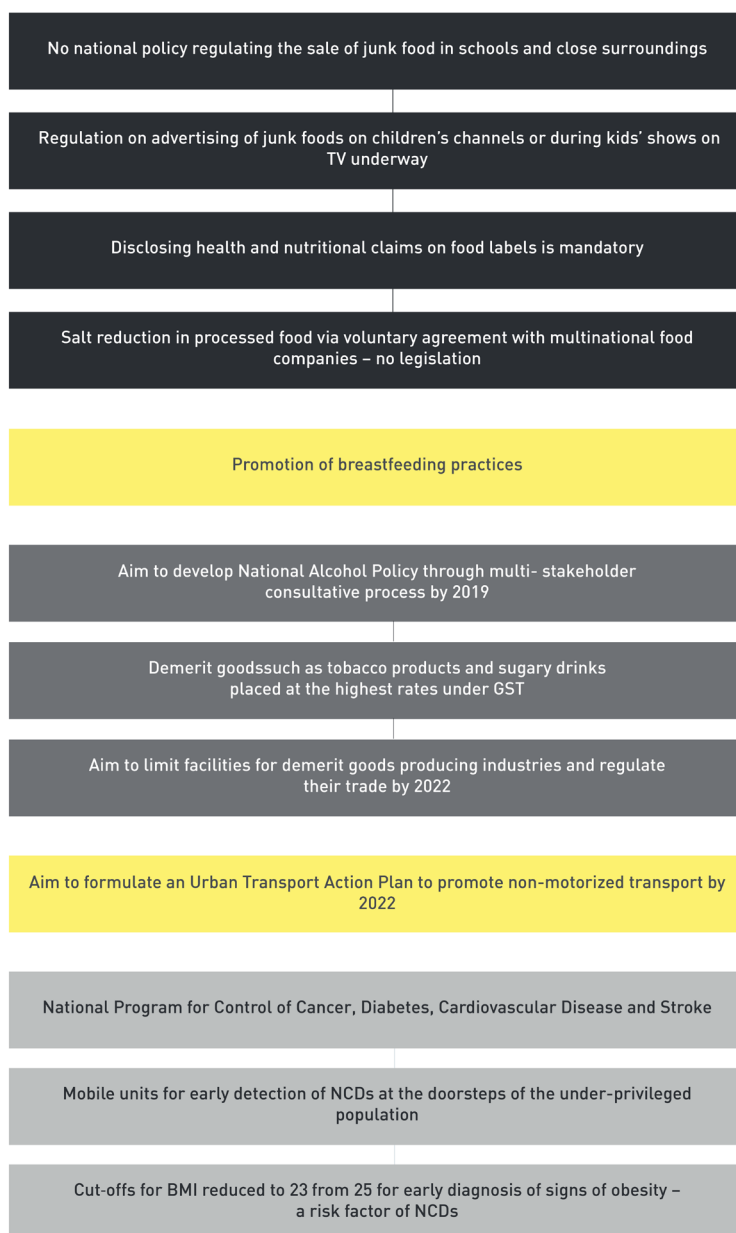 No national policy regulating the sale of junk food in schools and close surroundings
Regulation on advertising of junk foods on children’s channels or during kids’ shows on
TV underway
Disclosing health and nutritional claims on food labels is mandatory
Salt reduction in processed food via voluntary agreement with multinational food
companies – no legislation
Promotion of breastfeeding practices
Aim to develop National Alcohol Policy through multi- stakeholder
consultative process by 2019
Demerit goodssuch as tobacco products and sugary drinks
placed at the highest rates under GST
Aim to limit facilities for demerit goods producing industries and regulate
their trade by 2022
Aim to formulate an Urban Transport Action Plan to promote non-motorized transport by
2022
National Program for Control of Cancer, Diabetes, Cardiovascular Disease and Stroke
Mobile units for early detection of NCDs at the doorsteps of the under-privileged
population
Cut-offs for BMI reduced to 23 from 25 for early diagnosis of signs of obesity –
a risk factor of NCDs